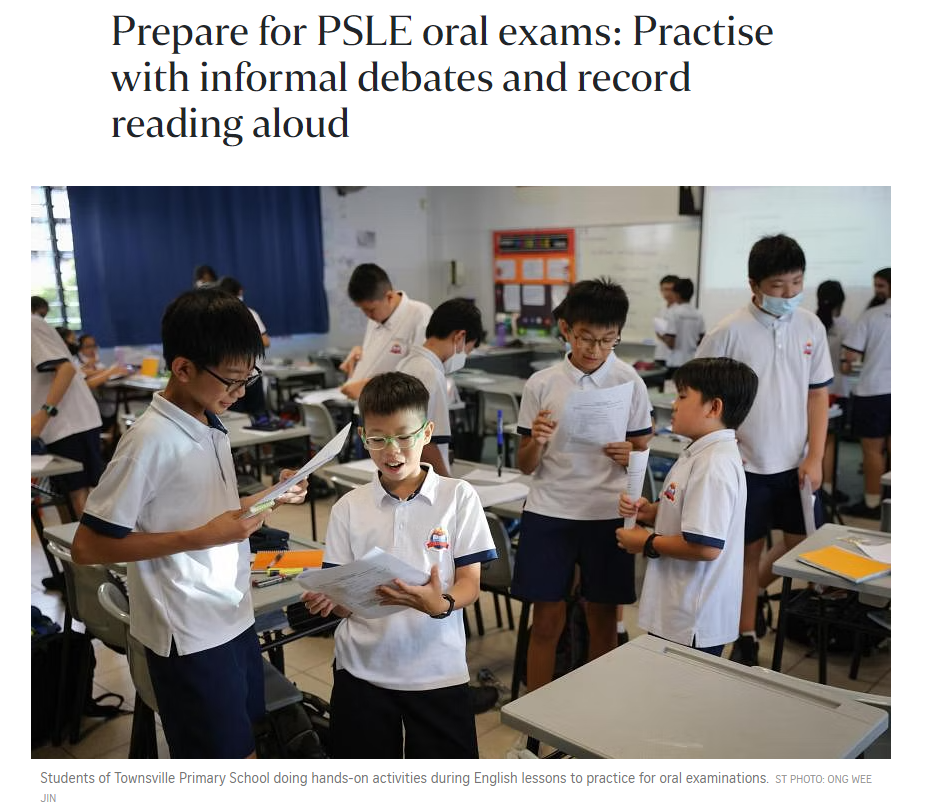 Prepare for PSLE oral exams: Practise
with informal debates and record
reading aloud
Students of Townsville Primary School doing hands-on activities during English lessons to practice for oral examinations. ST PHOTO: ONG WEE
JIN